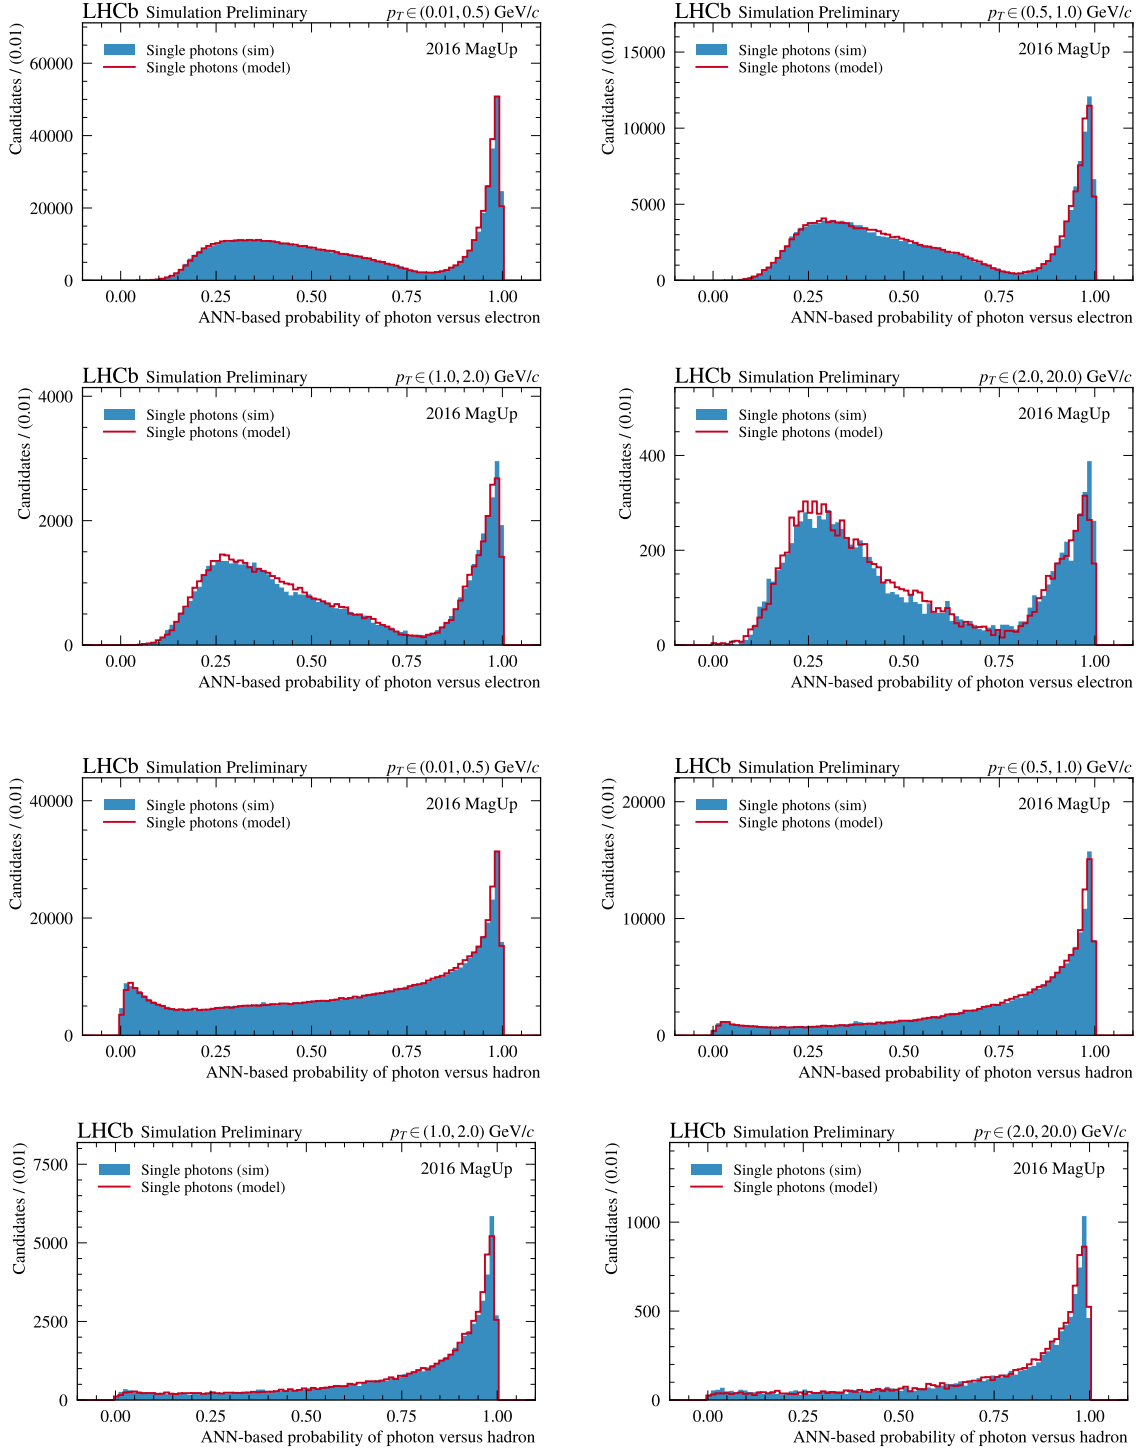 LHCb Simulation Preliminary pT∈(0.01,0.5) GeV/c
2016 MagUp
Single photons (sim)
Single photons (model)
Candidates / (0.01)
60000
40000
20000
0
0.00 0.25 0.50 0.75 1.00
ANN-based probability of photon versus electron
LHCb Simulation Preliminary pT∈(0.5,1.0) GeV/c
2016 MagUp
Single photons (sim)
Single photons (model)
Candidates / (0.01)
15000
10000
5000
0
0.00 0.25 0.50 0.75 1.00
ANN-based probability of photon versus electron
LHCb Simulation Preliminary pT∈(1.0,2.0) GeV/c
2016 MagUp
Single photons (sim)
Single photons (model)
Candidates / (0.01)
4000
2000
0
0.00 0.25 0.50 0.75 1.00
ANN-based probability of photon versus electron
LHCb Simulation Preliminary pT∈(2.0,20.0) GeV/c
2016 MagUp
Single photons (sim)
Single photons (model)
Candidates / (0.01)
400
200
0
0.00 0.25 0.50 0.75 1.00
ANN-based probability of photon versus electron
LHCb Simulation Preliminary pT∈(0.01,0.5) GeV/c
2016 MagUp
Single photons (sim)
Single photons (model)
Candidates / (0.01)
40000
20000
0
0.00 0.25 0.50 0.75 1.00
ANN-based probability of photon versus hadron
LHCb Simulation Preliminary pT∈(0.5,1.0) GeV/c
2016 MagUp
Single photons (sim)
Single photons (model)
Candidates / (0.01)
20000
10000
0
0.00 0.25 0.50 0.75 1.00
ANN-based probability of photon versus hadron
LHCb Simulation Preliminary pT∈(1.0,2.0) GeV/c
2016 MagUp
Single photons (sim)
Single photons (model)
Candidates / (0.01)
7500
5000
2500
0
0.00 0.25 0.50 0.75 1.00
ANN-based probability of photon versus hadron
LHCb Simulation Preliminary pT∈(2.0,20.0) GeV/c
2016 MagUp
Single photons (sim)
Single photons (model)
Candidates / (0.01)
1000
500
0
0.00 0.25 0.50 0.75 1.00
ANN-based probability of photon versus hadron